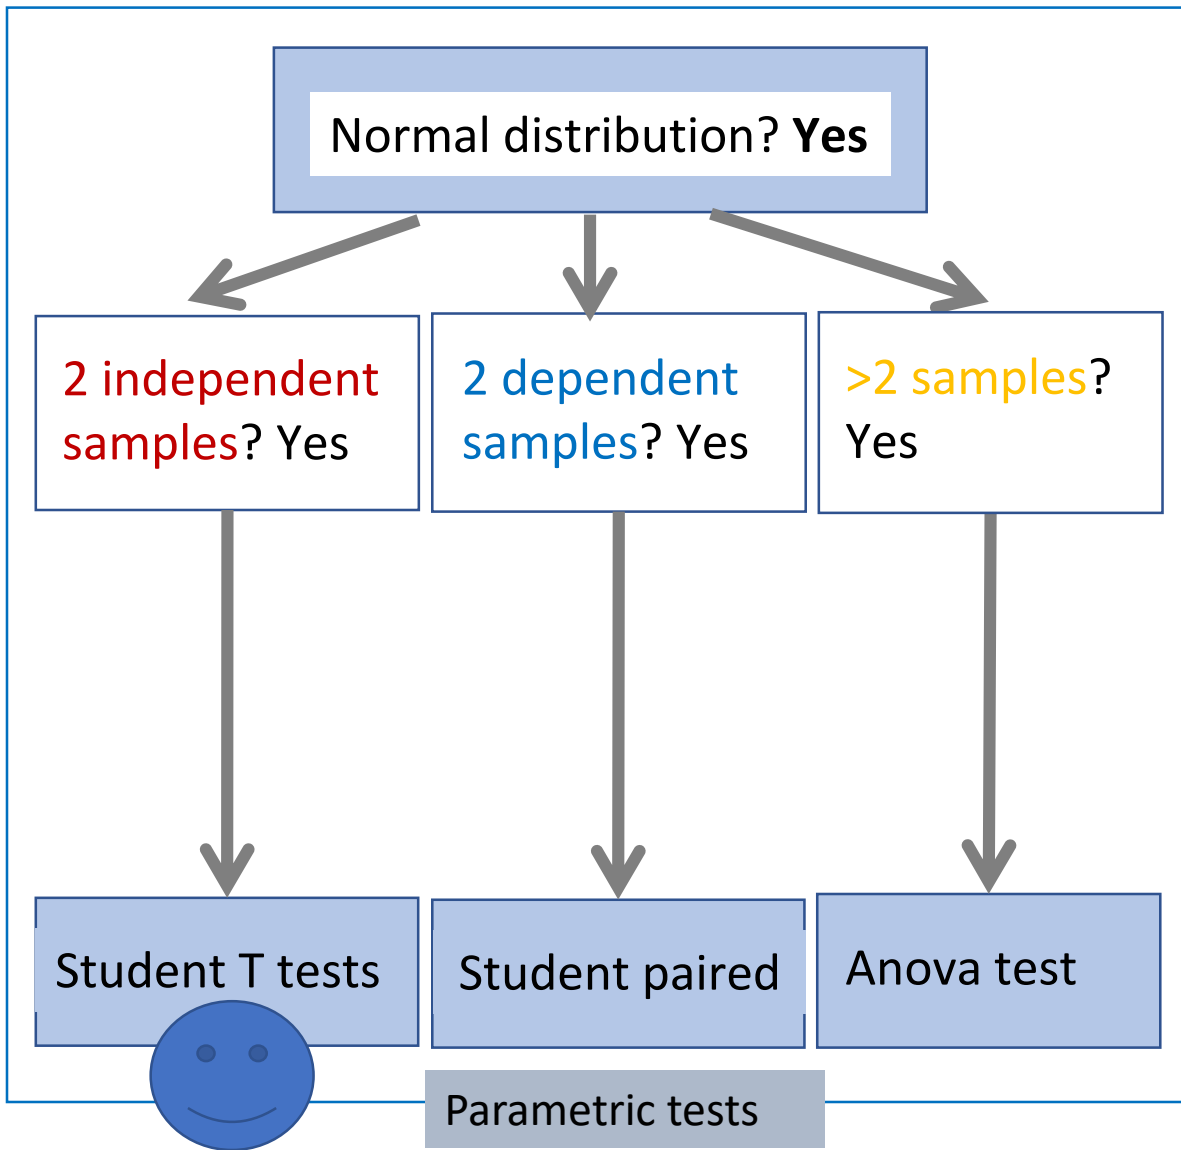 Normal distribution? Yes
2 independent
samples? Yes
2 dependent
samples? Yes
>2 samples?
Yes
Student T tests
Student paired
Anova test
Parametric tests